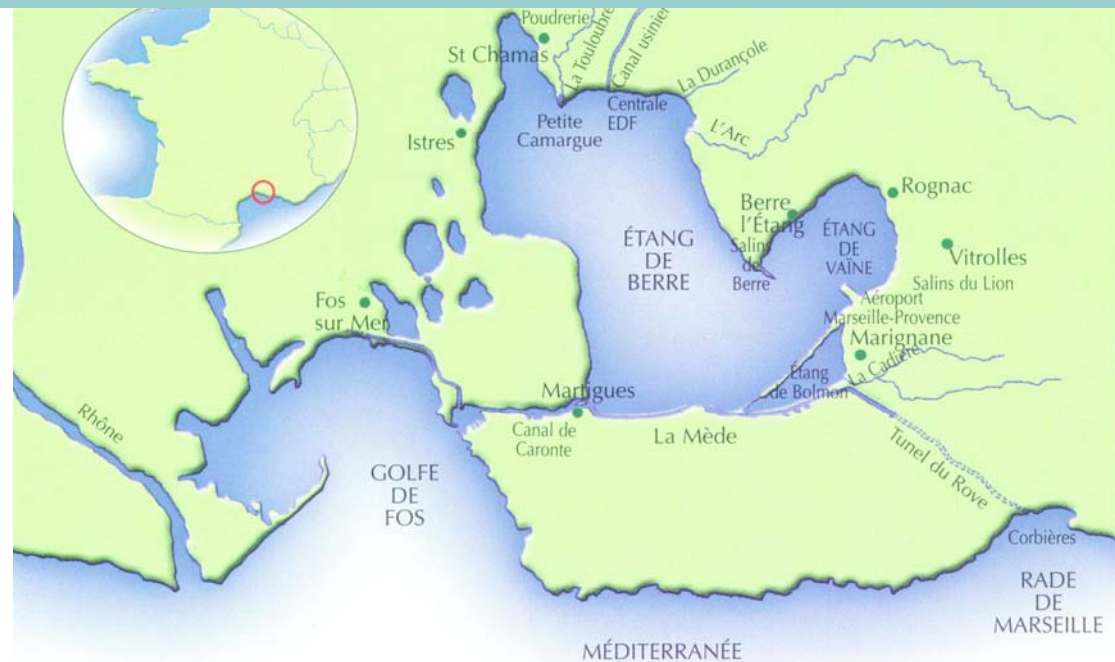 Poudrerie
St Chamas
La Touloubre
Canal usinier
La Durançole
Centrale
EDF
Petite
Camargue
Istres
L'Arc
Berre
l'Étang
Rognac
ÉTANG
DE
BERRE
Salins
de
Berre
ÉTANG
DE
VAÏNE
Vitrolles
Salins du Lion
Fos
sur Mer
Aéroport
Marseille-Provence
Marignane
La Cadière
Étang
de Bolmon
Martigues
Canal de
Caronte
La Mède
Rhône
Tunel du Rove
GOLFE
DE
FOS
Corbières
RADE
DE
MARSEILLE
MÉDITERRANÉE